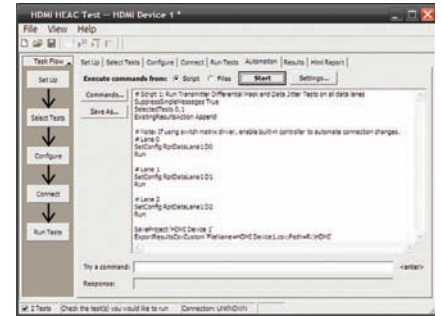 HDMI HEAC Test -- HDMI Device 1 *
File View Help
Task Flow
Set Up | Select Tests | Configure | Connect | Run Tests | Automation | Results | Html Report
Set Up
Select Tests
Configure
Connect
Run Tests
Execute commands from: Script Files Start Settings...
Commands...
Save As...
# Script 1: Run Transmitter Differential Mask and Data Jitter Tests on all data lanes
SuppressSimpleMessages True
SelectedTests 0,1
ExistingResultsAction Append
# Note: If using switch matrix driver, enable built-in controller to automate connection changes.
# Lane 0
SetConfig RptDataLane1:D0
Run
# Lane 1
SetConfig RptDataLane1:D1
Run
# Lane 2
SetConfig RptDataLane1:D2
Run
SaveProject 'HDMI Device 1'
Try a command:
<enter>
Response:
2 Tests Check the test(s) you would like to run Connection: UNKNOWN